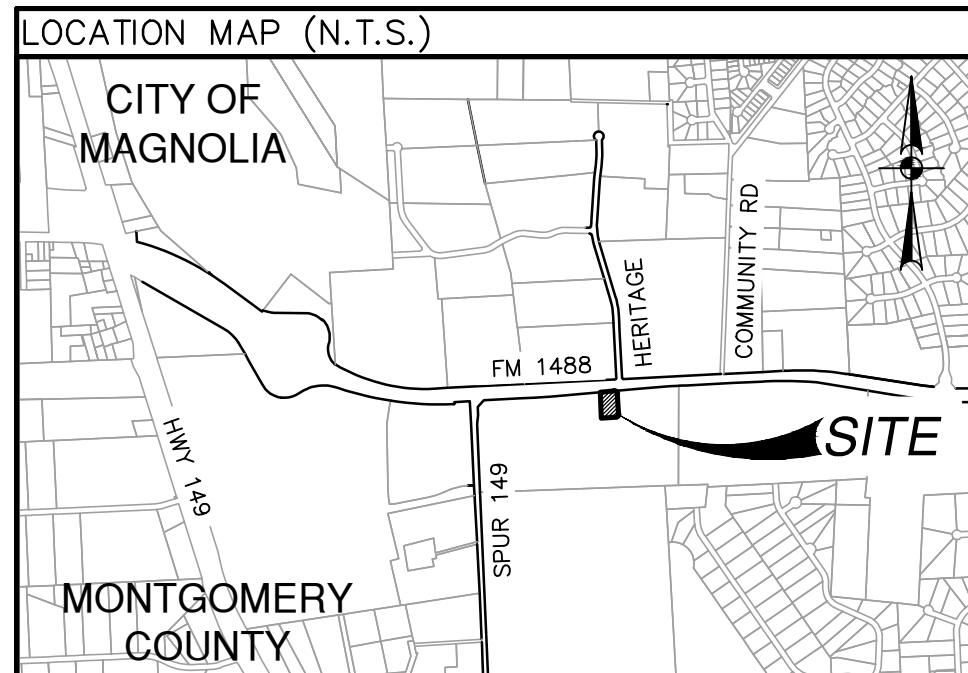 LOCATION MAP (N.T.S.)
CITY OF
MAGNOLIA
COMMUNITY RD
HERITAGE
FM 1488
SITE
HWY 149
SPUR 149
MONTGOMERY
COUNTY